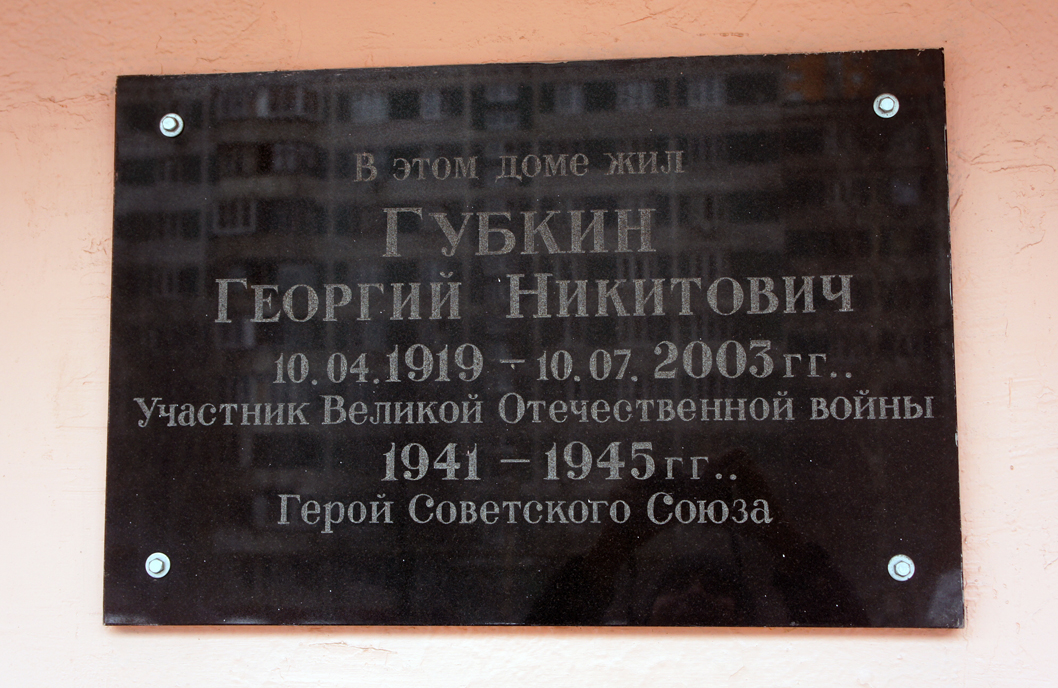 В этом доме жил
ГУБКИН
ГЕОРГИЙ НИКИТОВИЧ
10.04.1919 – 10.07.2003гг..
Участник Великой Отечественной войны
1941 – 1945гг..
Герой Советского Союза